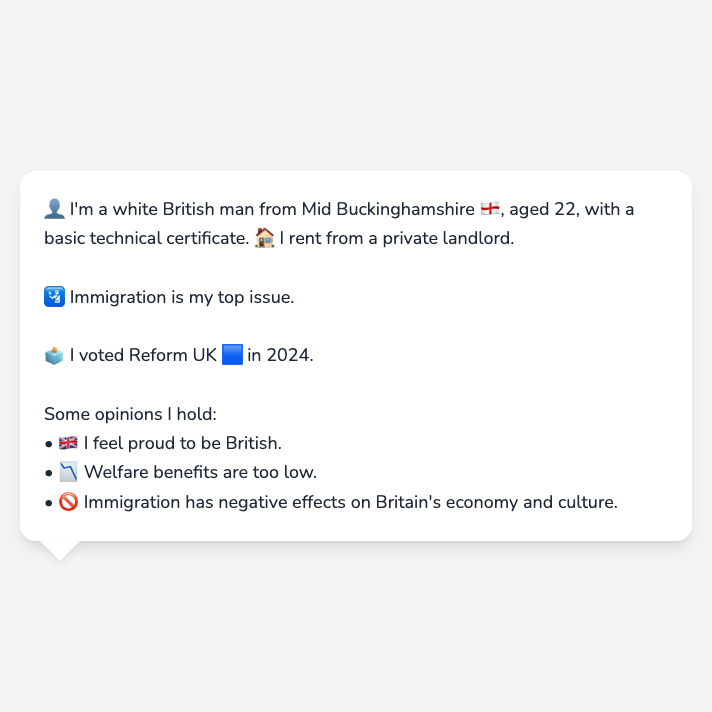 👤 I'm a white British man from Mid Buckinghamshire 🏴󠁧󠁢󠁥󠁮󠁧󠁿, aged 22, with a
basic technical certificate. 🏠 I rent from a private landlord.
🛂 Immigration is my top issue.
🗳️ I voted Reform UK 🟦 in 2024.
Some opinions I hold:
• 🇬🇧 I feel proud to be British.
• 📉 Welfare benefits are too low.
• 🚫 Immigration has negative effects on Britain's economy and culture.